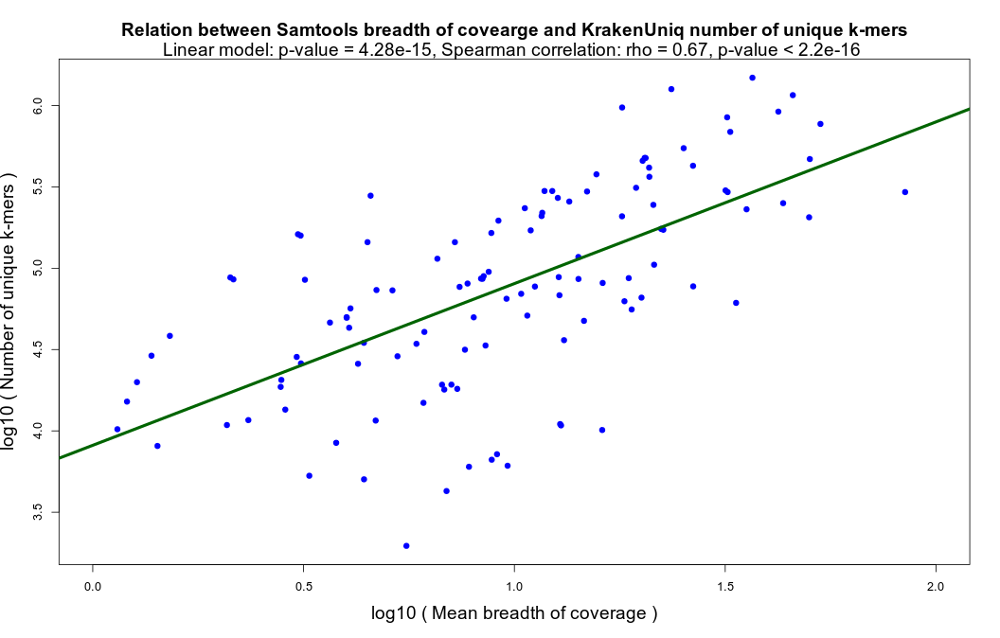 Relation between Samtools breadth of covearge and KrakenUniq number of unique k-mers
Linear model: p-value = 4.28e-15, Spearman correlation: rho = 0.67, p-value < 2.2e-16
log10 ( Number of unique k-mers )
6.0
5.5
5.0
4.5
4.0
3.5
0.0 0.5 1.0 1.5 2.0
log10 ( Mean breadth of coverage )